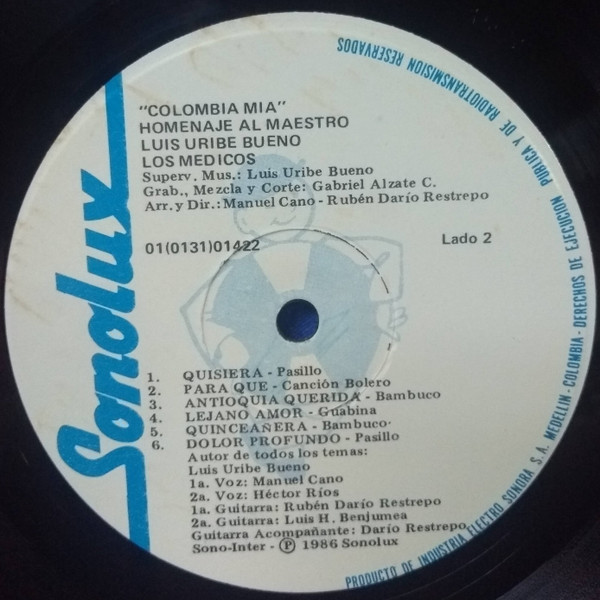 "COLOMBIA MIA"
HOMENAJE AL MAESTRO
LUIS URIBE BUENO
LOS MEDICOS
Superv. Mus.: Luis Uribe Bueno
Grab., Mezcla y Corte: Gabriel Alzate C.
Arr. y Dir.: Manuel Cano - Rubén Darío Restrepo
01(0131)01422
Lado 2
Sonolux
1. QUISIERA - Pasillo
2. PARA QUE - Canción Bolero
3. ANTIOQUIA QUERIDA - Bambuco
4. LEJANO AMOR - Guabina
5. QUINCEAÑERA - Bambuco
6. DOLOR PROFUNDO - Pasillo
Autor de todos los temas:
Luis Uribe Bueno
1a. Voz: Manuel Cano
2a. Voz: Héctor Ríos
1a. Guitarra: Rubén Darío Restrepo
2a. Guitarra: Luis H. Benjumea
Guitarra Acompañante: Darío Restrepo
Sono-Inter - Ⓟ 1986 Sonolux
PRODUCTO DE INDUSTRIA ELECTRO SONORA S.A. MEDELLIN - COLOMBIA - DERECHOS DE EJECUCION PUBLICA Y DE RADIOTRANSMISION RESERVADOS